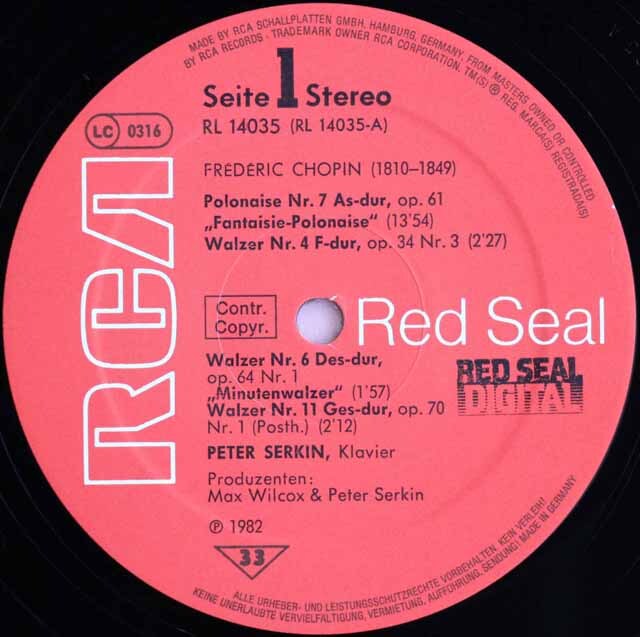 MADE BY RCA SCHALLPLATTEN GMBH, HAMBURG, GERMANY, FROM MASTERS OWNED OR CONTROLLED
BY RCA RECORDS · TRADEMARK OWNER RCA CORPORATION. TM(S) ® REG. MARCA(S) REGISTRADA(S)
Seite 1 Stereo
RL 14035 (RL 14035-A)
LC 0316
FRÉDÉRIC CHOPIN (1810–1849)
Polonaise Nr. 7 As-dur, op. 61
„Fantaisie-Polonaise“ (13'54)
Walzer Nr. 4 F-dur, op. 34 Nr. 3 (2'27)
RCA
Contr.
Copyr.
Red Seal
Walzer Nr. 6 Des-dur,
op. 64 Nr. 1
„Minutenwalzer“ (1'57)
Walzer Nr. 11 Ges-dur, op. 70
Nr. 1 (Posth.) (2'12)
RED SEAL
DIGITAL
PETER SERKIN, Klavier
Produzenten:
Max Wilcox & Peter Serkin
℗ 1982
33
ALLE URHEBER- UND LEISTUNGSSCHUTZRECHTE VORBEHALTEN. KEIN VERLEIH!
KEINE UNERLAUBTE VERVIELFÄLTIGUNG, VERMIETUNG, AUFFÜHRUNG, SENDUNG! MADE IN GERMANY